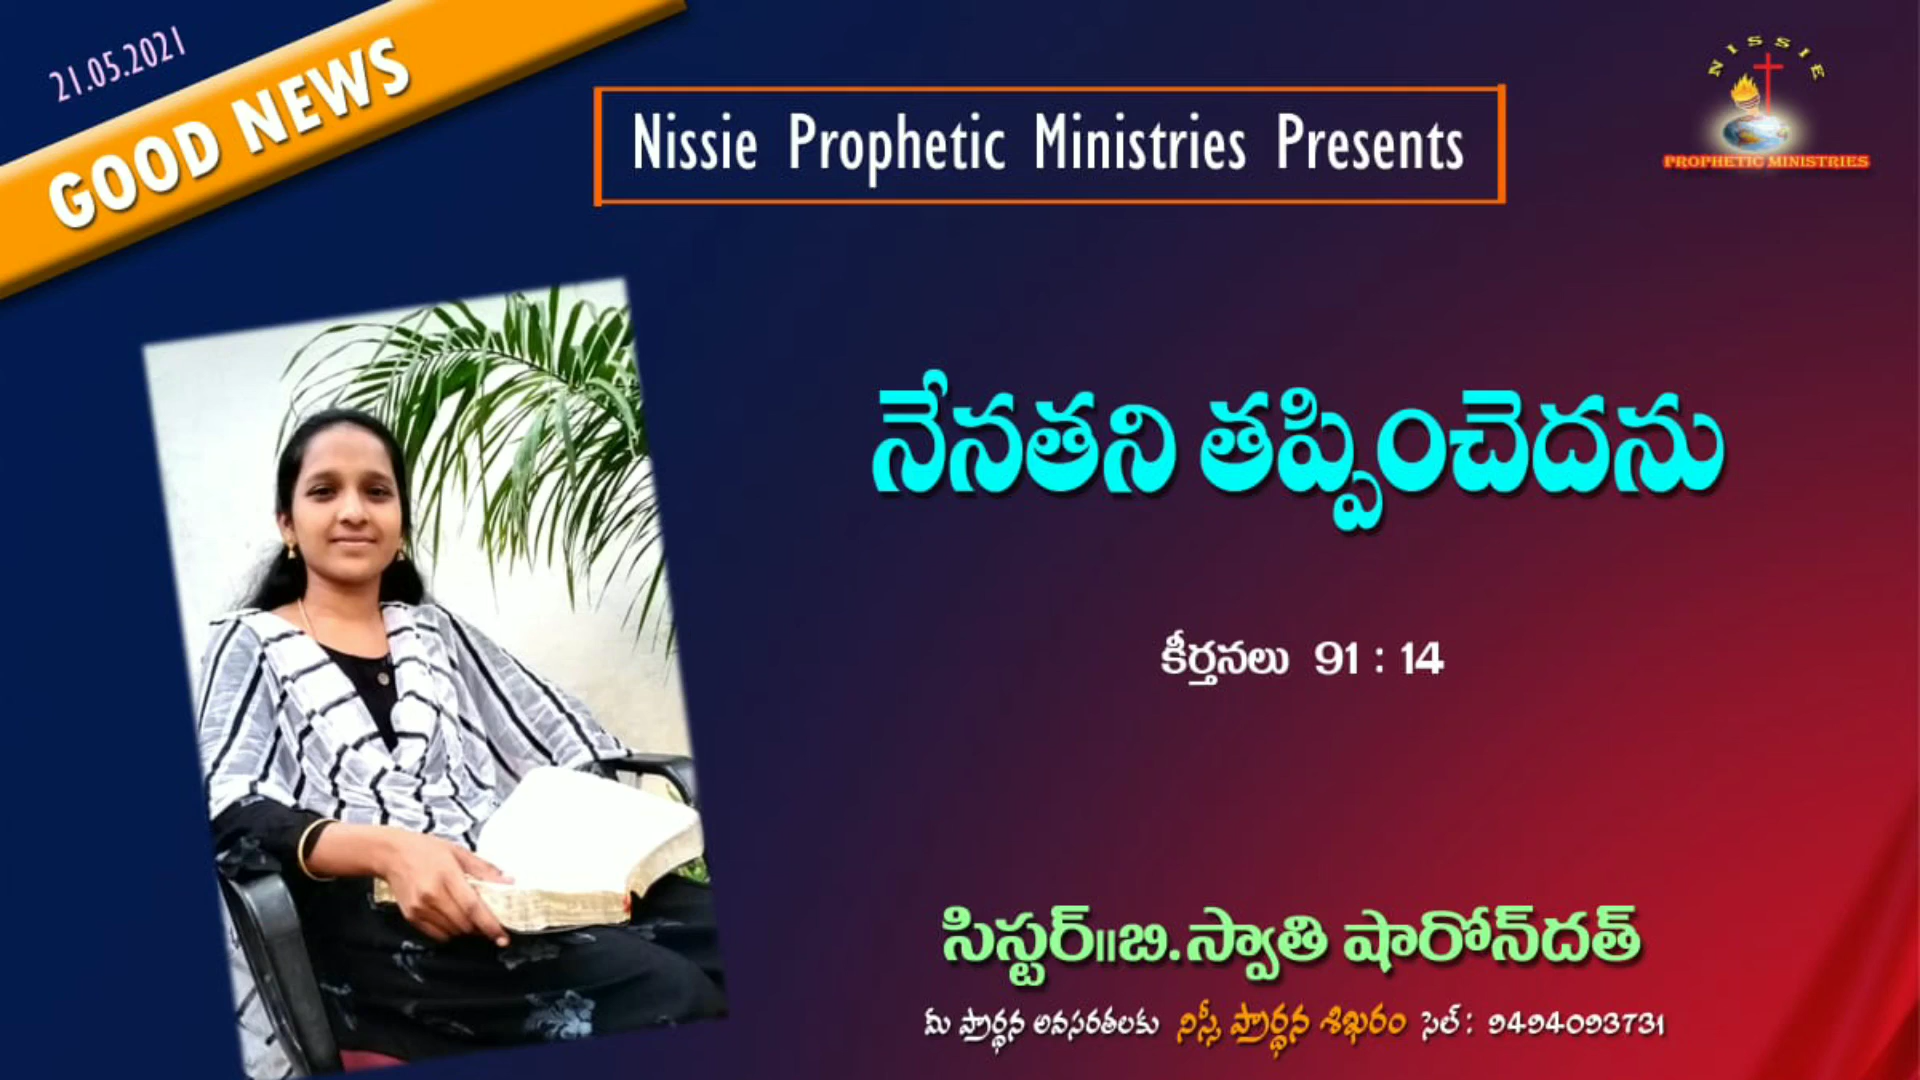 21.05.2021
GOOD NEWS
Nissie Prophetic Ministries Presents
NISSIE
PROPHETIC MINISTRIES
నేనతని తప్పించెదను
కీర్తనలు 91 : 14
సిస్టర్||బి.స్వాతి షారోన్‌దత్
మీ ప్రార్థన అవసరతలకు నిస్సీ ప్రార్థన శిఖరం సెల్ : 9494093731